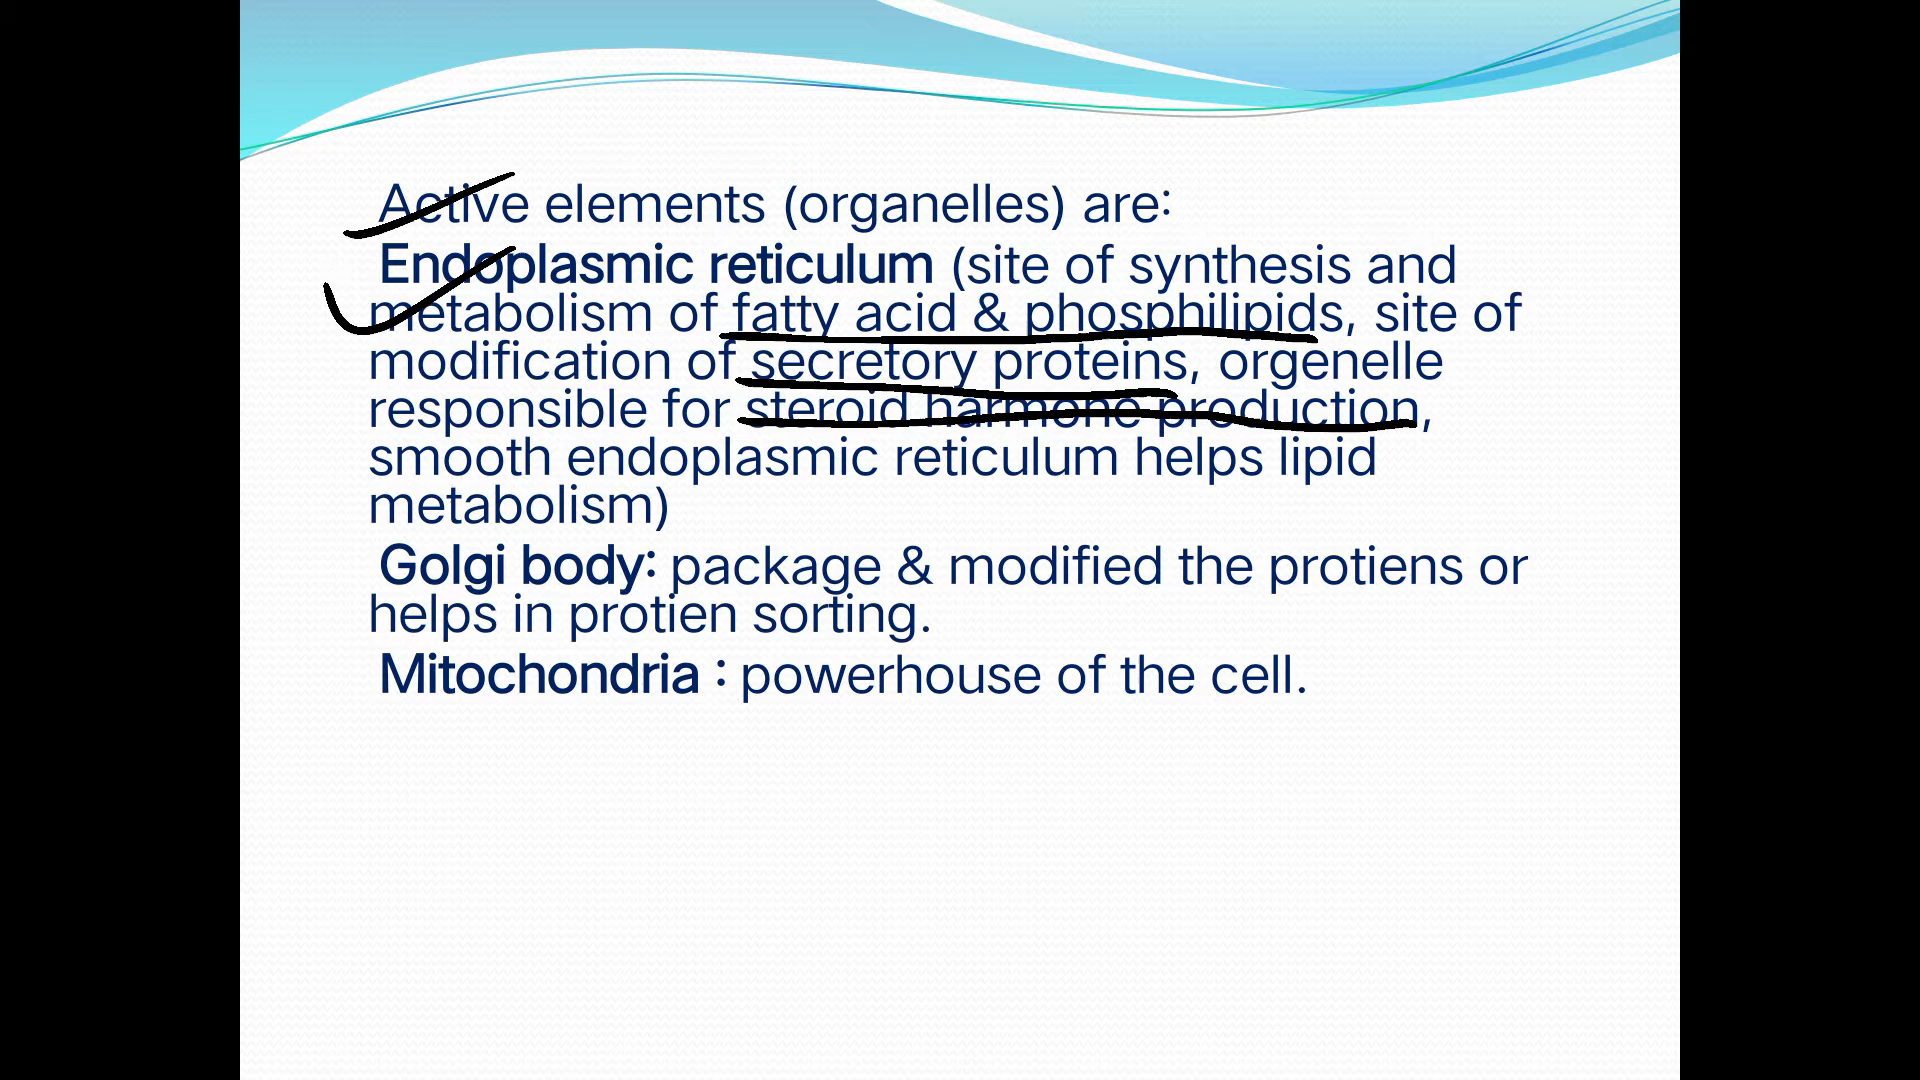 Active elements (organelles) are:
Endoplasmic reticulum (site of synthesis and
metabolism of fatty acid & phosphilipids, site of
modification of secretory proteins, orgenelle
responsible for steroid harmone production,
smooth endoplasmic reticulum helps lipid
metabolism)
Golgi body: package & modified the protiens or
helps in protien sorting.
Mitochondria : powerhouse of the cell.